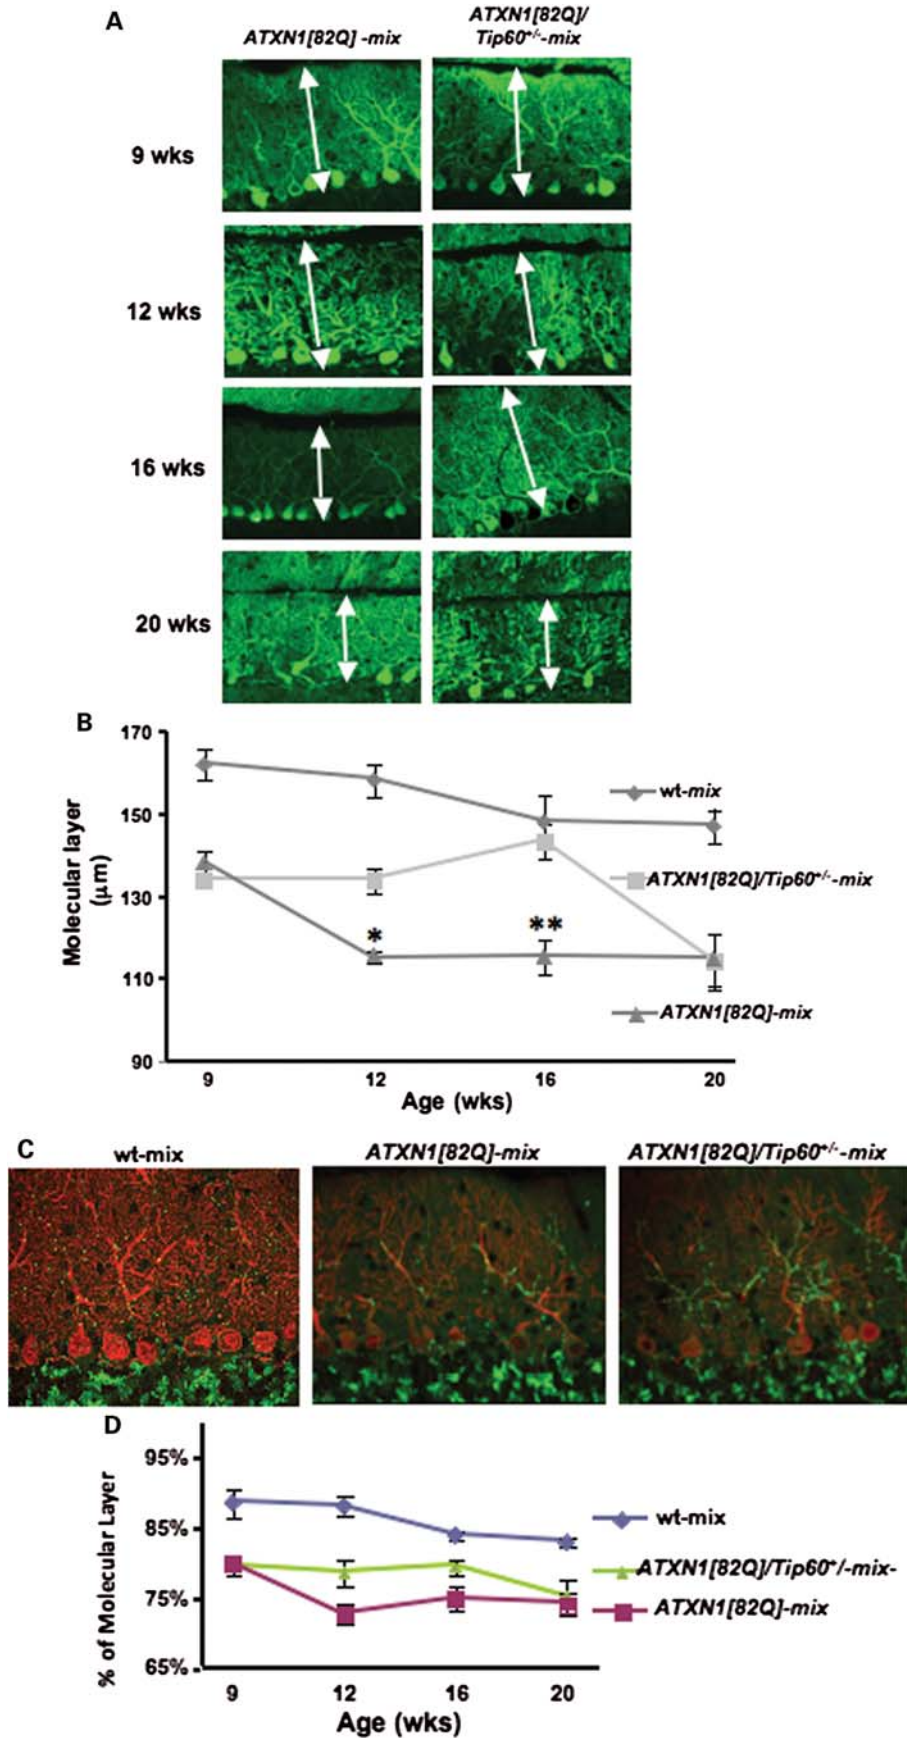 A
ATXN1[82Q] -mix
ATXN1[82Q]/
Tip60+/--mix
9 wks
12 wks
16 wks
20 wks
B
Molecular layer
(µm)
170
150
130
110
90
*
**
wt-mix
ATXN1[82Q]/Tip60+/--mix
ATXN1[82Q]-mix
9 12 16 20
Age (wks)
C
wt-mix
ATXN1[82Q]-mix
ATXN1[82Q]/Tip60+/--mix
D
% of Molecular Layer
95%
85%
75%
65%
wt-mix
ATXN1[82Q]/Tip60+/-mix-
ATXN1[82Q]-mix
9 12 16 20
Age (wks)